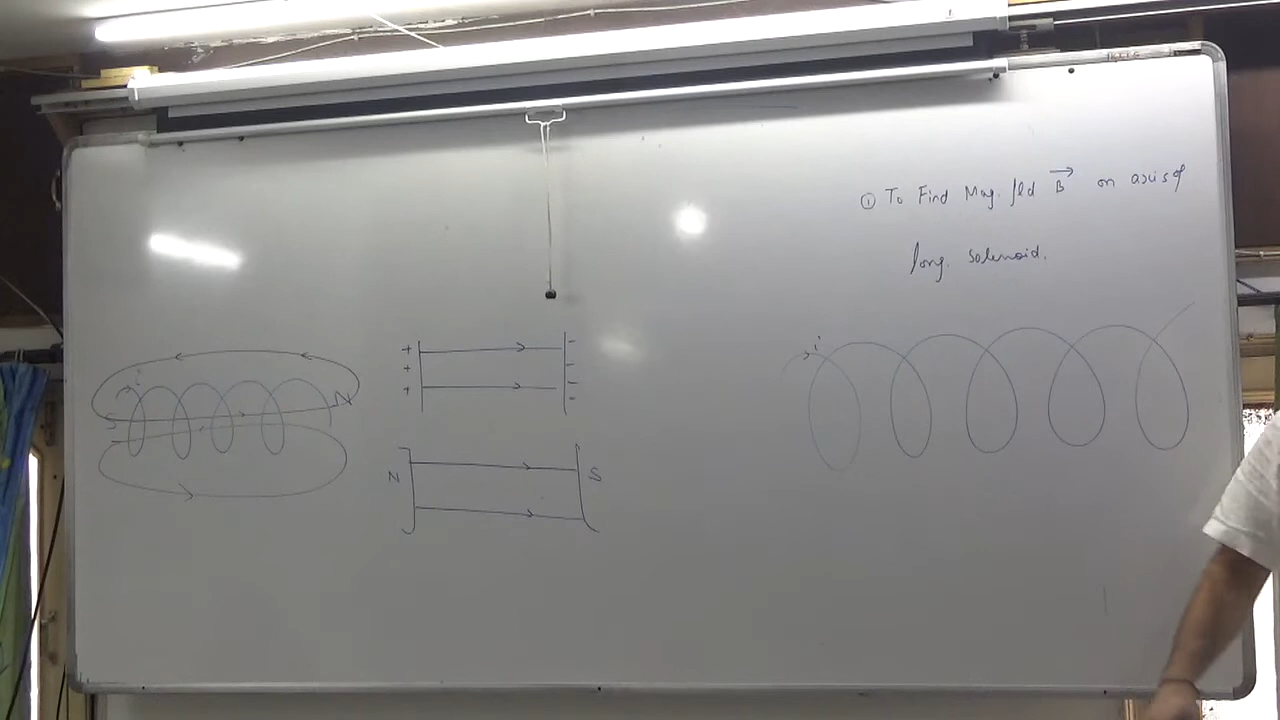 ① To Find Mag. fld B⃗ on axis of
long solenoid.
i
i
N
+ -
+ -
+ -
-
N S